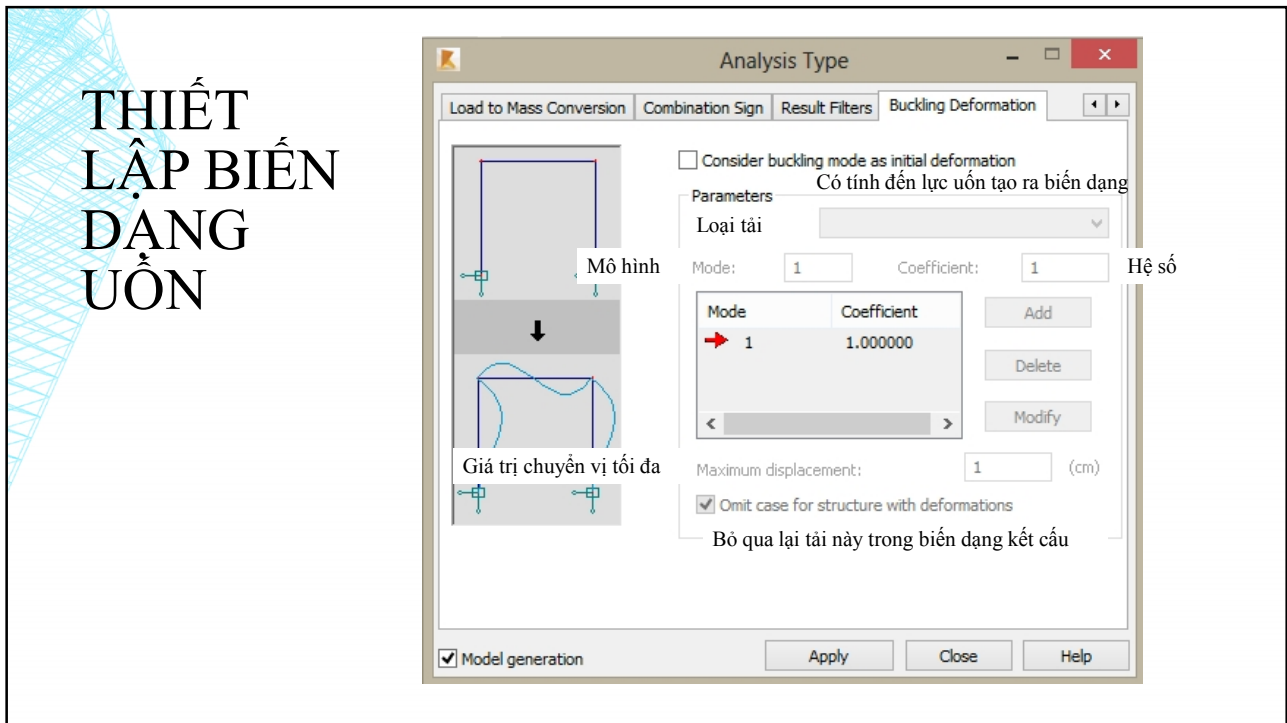 THIẾT
LẬP BIẾN
DẠNG
UỐN
Analysis Type
Load to Mass Conversion Combination Sign Result Filters Buckling Deformation
Consider buckling mode as initial deformation
Có tính đến lực uốn tạo ra biến dạng
Parameters
Loại tải
Mô hình Mode: 1 Coefficient: 1 Hệ số
Mode Coefficient
1 1.000000
Add
Delete
Modify
Giá trị chuyển vị tối đa Maximum displacement: 1 (cm)
Omit case for structure with deformations
Bỏ qua lại tải này trong biến dạng kết cấu
Model generation Apply Close Help